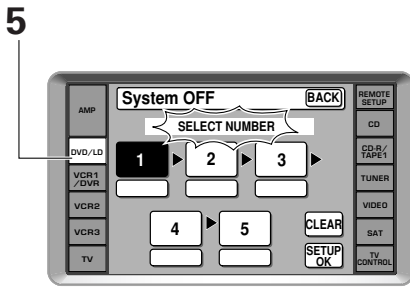 5
System OFF BACK
SELECT NUMBER
AMP
DVD/LD
VCR1
/DVR
VCR2
VCR3
TV
1 2 3
4 5
CLEAR
SETUP
OK
REMOTE
SETUP
CD
CD-R/
TAPE1
TUNER
VIDEO
SAT
TV
CONTROL